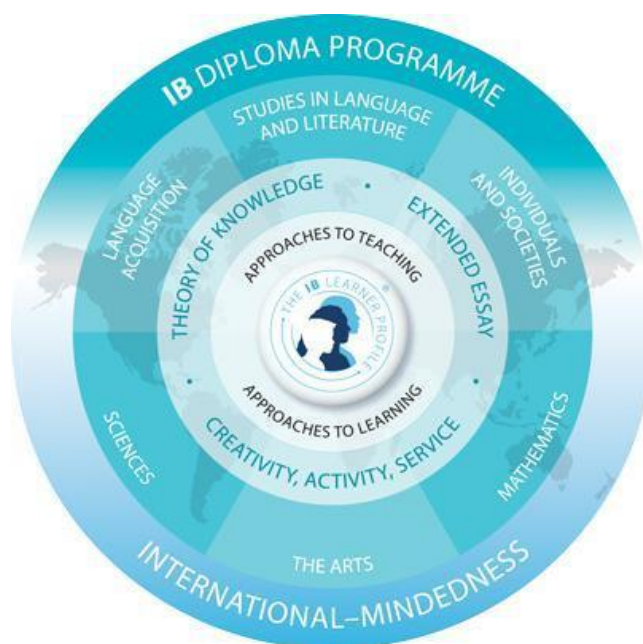 IB DIPLOMA PROGRAMME
STUDIES IN LANGUAGE
AND LITERATURE
LANGUAGE
ACQUISITION
INDIVIDUALS
AND SOCIETIES
THEORY OF KNOWLEDGE
·
EXTENDED ESSAY
APPROACHES TO TEACHING
THE IB LEARNER PROFILE
®
APPROACHES TO LEARNING
·
·
CREATIVITY, ACTIVITY, SERVICE
SCIENCES
MATHEMATICS
THE ARTS
INTERNATIONAL–MINDEDNESS